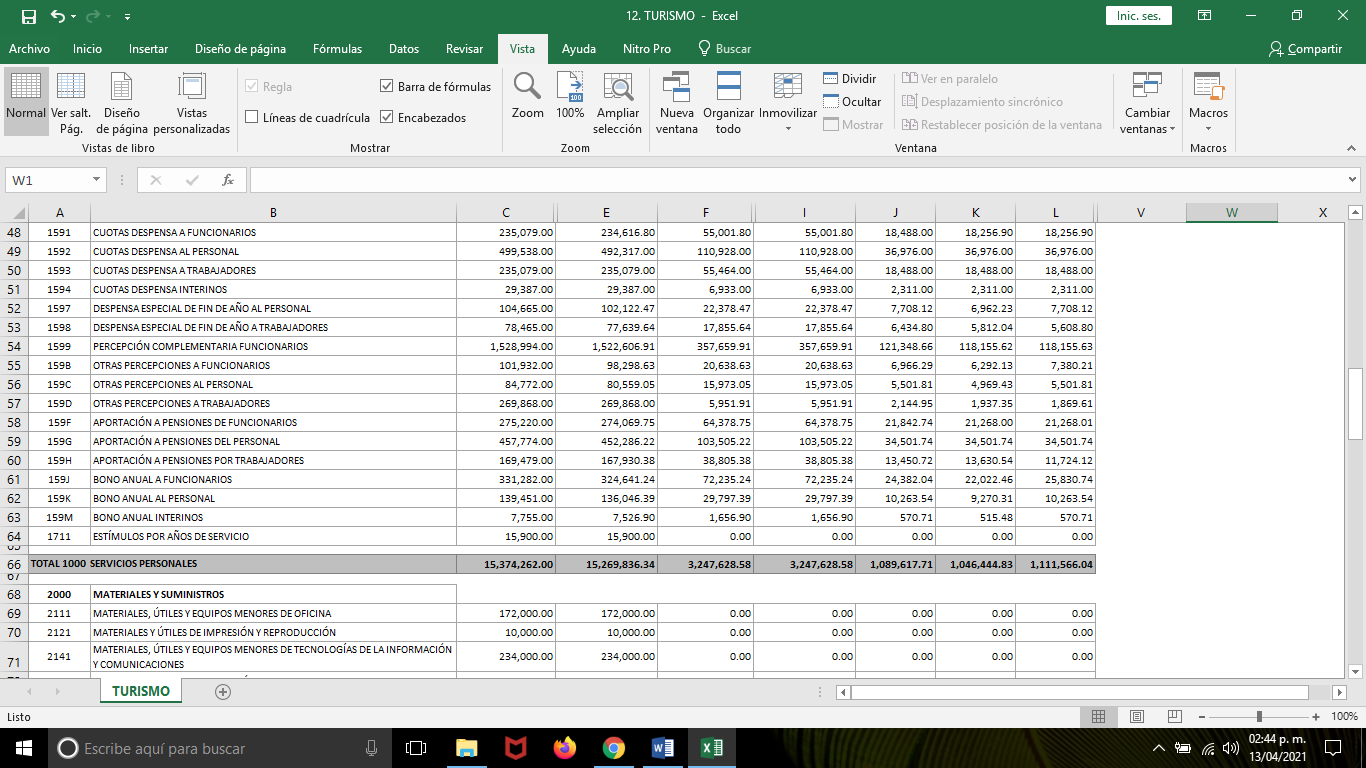 12. TURISMO - Excel
Inic. ses.
Archivo Inicio Insertar Diseño de página Fórmulas Datos Revisar Vista Ayuda Nitro Pro Buscar Compartir
Normal Ver salt. Pág. Diseño de página Vistas personalizadas
Vistas de libro
Regla Barra de fórmulas
Líneas de cuadrícula Encabezados
Mostrar
Zoom 100% Ampliar selección
100
Zoom
Nueva ventana Organizar todo Inmovilizar
Dividir
Ocultar
Mostrar
Ver en paralelo
Desplazamiento sincrónico
Restablecer posición de la ventana
Cambiar ventanas
Ventana
Macros
Macros
W1 fx
A B C E F I J K L V W X
48 1591 CUOTAS DESPENSA A FUNCIONARIOS 235,079.00 234,616.80 55,001.80 55,001.80 18,488.00 18,256.90 18,256.90
49 1592 CUOTAS DESPENSA AL PERSONAL 499,538.00 492,317.00 110,928.00 110,928.00 36,976.00 36,976.00 36,976.00
50 1593 CUOTAS DESPENSA A TRABAJADORES 235,079.00 235,079.00 55,464.00 55,464.00 18,488.00 18,488.00 18,488.00
51 1594 CUOTAS DESPENSA INTERINOS 29,387.00 29,387.00 6,933.00 6,933.00 2,311.00 2,311.00 2,311.00
52 1597 DESPENSA ESPECIAL DE FIN DE AÑO AL PERSONAL 104,665.00 102,122.47 22,378.47 22,378.47 7,708.12 6,962.23 7,708.12
53 1598 DESPENSA ESPECIAL DE FIN DE AÑO A TRABAJADORES 78,465.00 77,639.64 17,855.64 17,855.64 6,434.80 5,812.04 5,608.80
54 1599 PERCEPCIÓN COMPLEMENTARIA FUNCIONARIOS 1,528,994.00 1,522,606.91 357,659.91 357,659.91 121,348.66 118,155.62 118,155.63
55 159B OTRAS PERCEPCIONES A FUNCIONARIOS 101,932.00 98,298.63 20,638.63 20,638.63 6,966.29 6,292.13 7,380.21
56 159C OTRAS PERCEPCIONES AL PERSONAL 84,772.00 80,559.05 15,973.05 15,973.05 5,501.81 4,969.43 5,501.81
57 159D OTRAS PERCEPCIONES A TRABAJADORES 269,868.00 269,868.00 5,951.91 5,951.91 2,144.95 1,937.35 1,869.61
58 159F APORTACIÓN A PENSIONES DE FUNCIONARIOS 275,220.00 274,069.75 64,378.75 64,378.75 21,842.74 21,268.00 21,268.01
59 159G APORTACIÓN A PENSIONES DEL PERSONAL 457,774.00 452,286.22 103,505.22 103,505.22 34,501.74 34,501.74 34,501.74
60 159H APORTACIÓN A PENSIONES POR TRABAJADORES 169,479.00 167,930.38 38,805.38 38,805.38 13,450.72 13,630.54 11,724.12
61 159J BONO ANUAL A FUNCIONARIOS 331,282.00 324,641.24 72,235.24 72,235.24 24,382.04 22,022.46 25,830.74
62 159K BONO ANUAL AL PERSONAL 139,451.00 136,046.39 29,797.39 29,797.39 10,263.54 9,270.31 10,263.54
63 159M BONO ANUAL INTERINOS 7,755.00 7,526.90 1,656.90 1,656.90 570.71 515.48 570.71
64 1711 ESTÍMULOS POR AÑOS DE SERVICIO 15,900.00 15,900.00 0.00 0.00 0.00 0.00 0.00
65
66 TOTAL 1000 SERVICIOS PERSONALES 15,374,262.00 15,269,836.34 3,247,628.58 3,247,628.58 1,089,617.71 1,046,444.83 1,111,566.04
67
68 2000 MATERIALES Y SUMINISTROS
69 2111 MATERIALES, ÚTILES Y EQUIPOS MENORES DE OFICINA 172,000.00 172,000.00 0.00 0.00 0.00 0.00 0.00
70 2121 MATERIALES Y ÚTILES DE IMPRESIÓN Y REPRODUCCIÓN 10,000.00 10,000.00 0.00 0.00 0.00 0.00 0.00
71 2141 MATERIALES, ÚTILES Y EQUIPOS MENORES DE TECNOLOGÍAS DE LA INFORMACIÓN Y COMUNICACIONES 234,000.00 234,000.00 0.00 0.00 0.00 0.00 0.00
TURISMO
Listo 100%
Escribe aquí para buscar
02:44 p. m.
13/04/2021